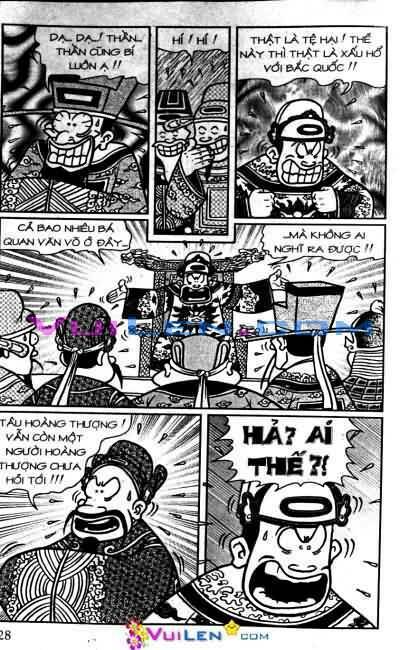 DẠ.. DẠ..! THẦN..
THẦN CŨNG BÍ
LUÔN Ạ !!
HÍ ! HÍ !
THẬT LÀ TỆ HẠI ! THẾ
NÀY THÌ THẬT LÀ XẤU HỔ
VỚI BẮC QUỐC !!
CẢ BAO NHIÊU BÁ
QUAN VĂN VÕ Ở ĐÂY...
...MÀ KHÔNG AI
NGHĨ RA ĐƯỢC !!
VUILEN.COM
TÂU HOÀNG THƯỢNG !
VẪN CÒN MỘT
NGƯỜI HOÀNG
THƯỢNG CHƯA
HỎI TỚI !!!
HẢ? AI
THẾ?!
28
VUILEN.COM